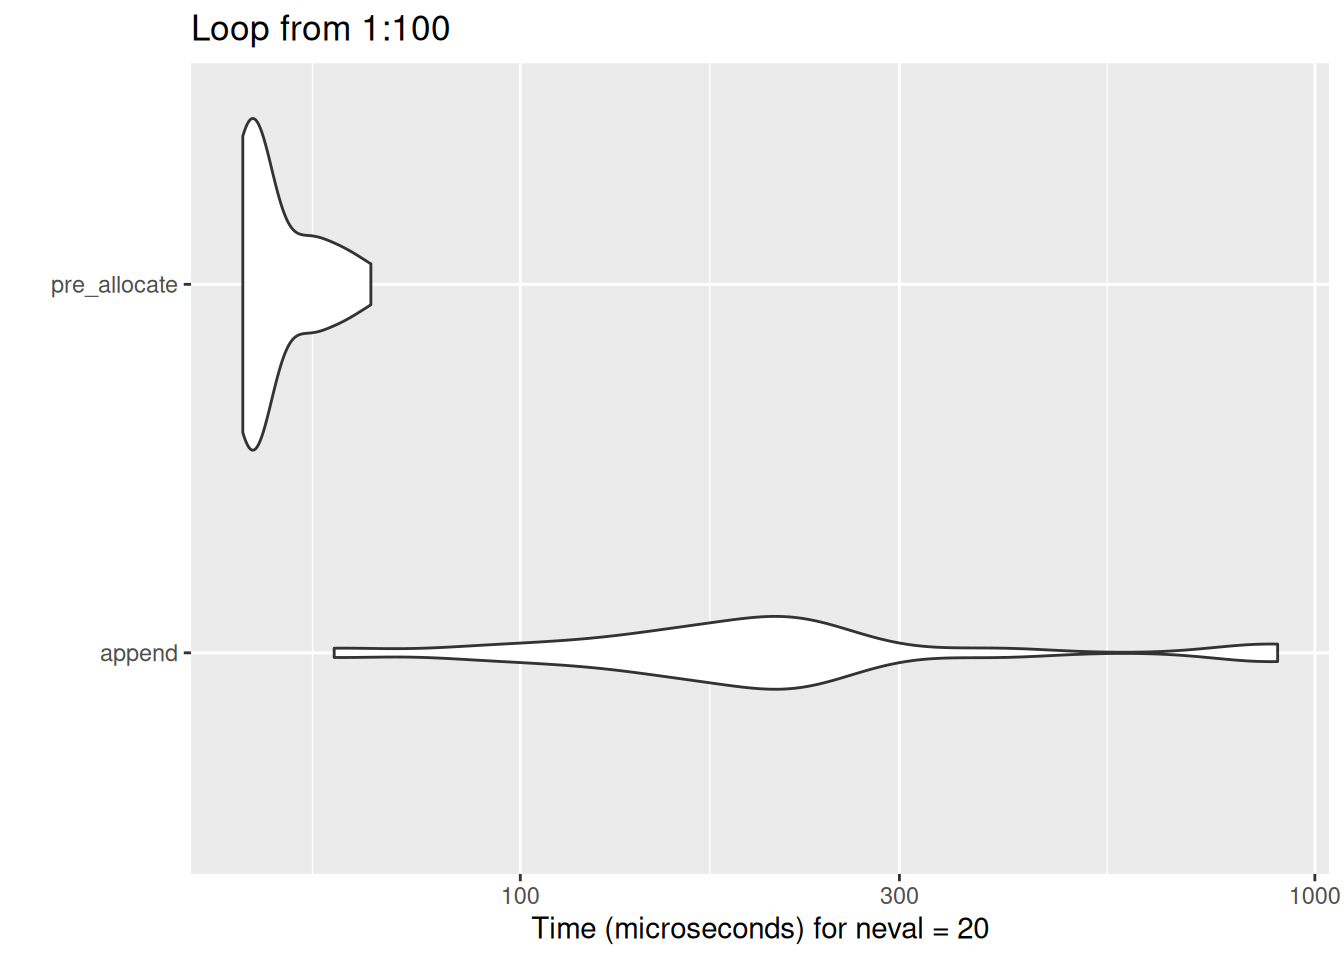 Loop from 1:100
pre_allocate
append
100
300
1000
Time (microseconds) for neval = 20